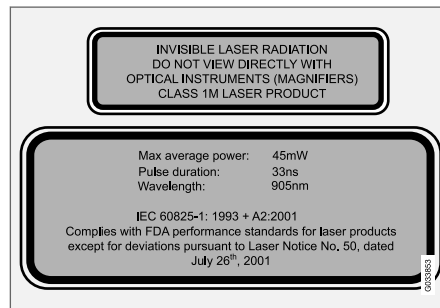 INVISIBLE LASER RADIATION
DO NOT VIEW DIRECTLY WITH
OPTICAL INSTRUMENTS (MAGNIFIERS)
CLASS 1M LASER PRODUCT
Max average power: 45mW
Pulse duration: 33ns
Wavelength: 905nm
IEC 60825-1: 1993 + A2:2001
Complies with FDA performance standards for laser products
except for deviations pursuant to Laser Notice No. 50, dated
July 26th, 2001
G033853